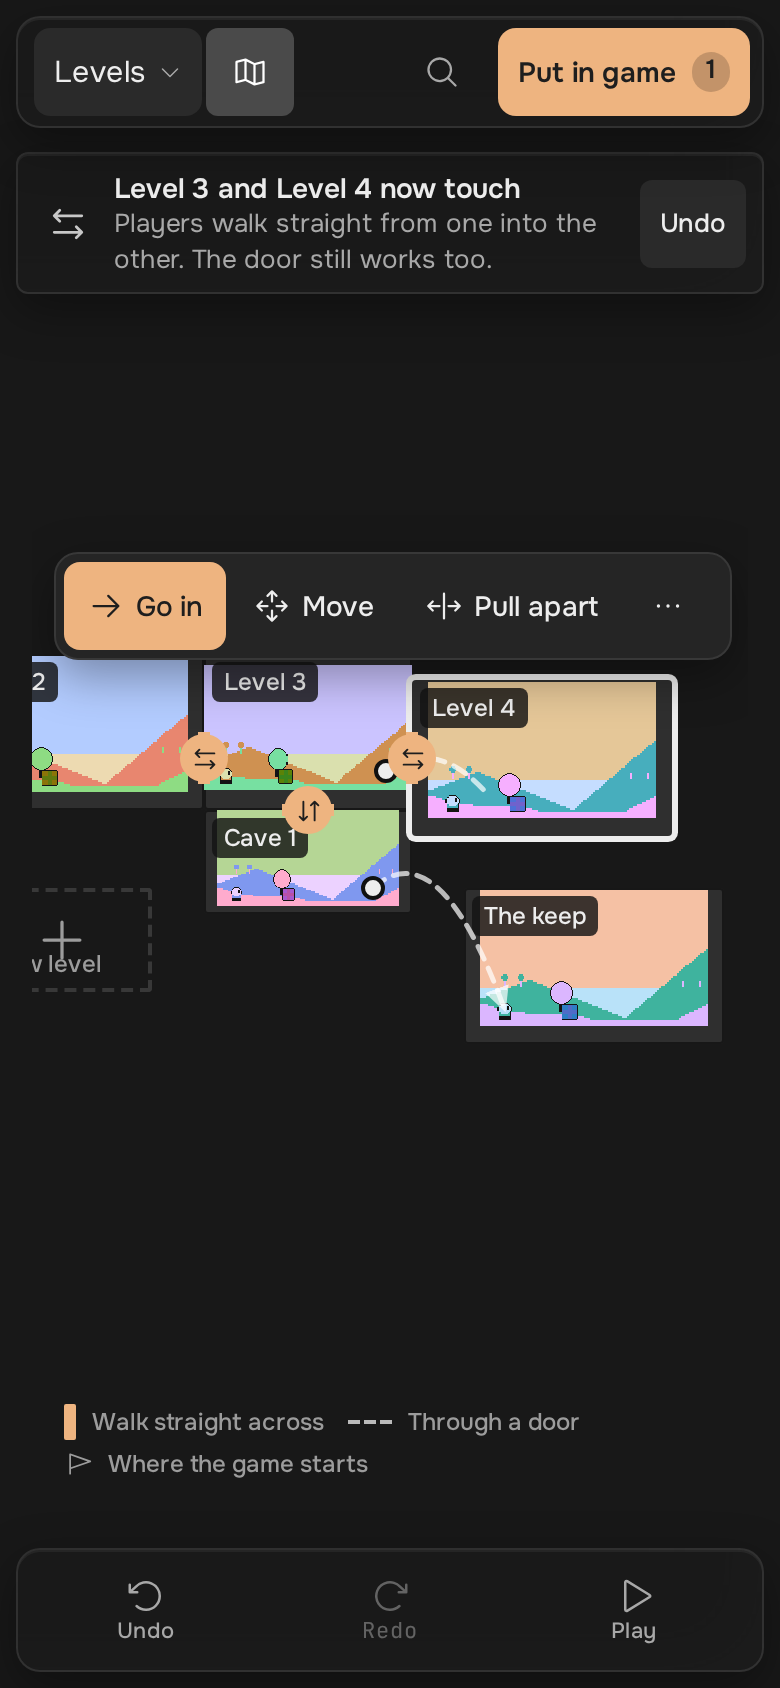 Levels
Put in game 1
Level 3 and Level 4 now touch
Players walk straight from one into the
other. The door still works too.
Undo
Go in
Move
Pull apart
2
Level 3
Level 4
Cave 1
The keep
w level
Walk straight across
Through a door
Where the game starts
Undo
Redo
Play